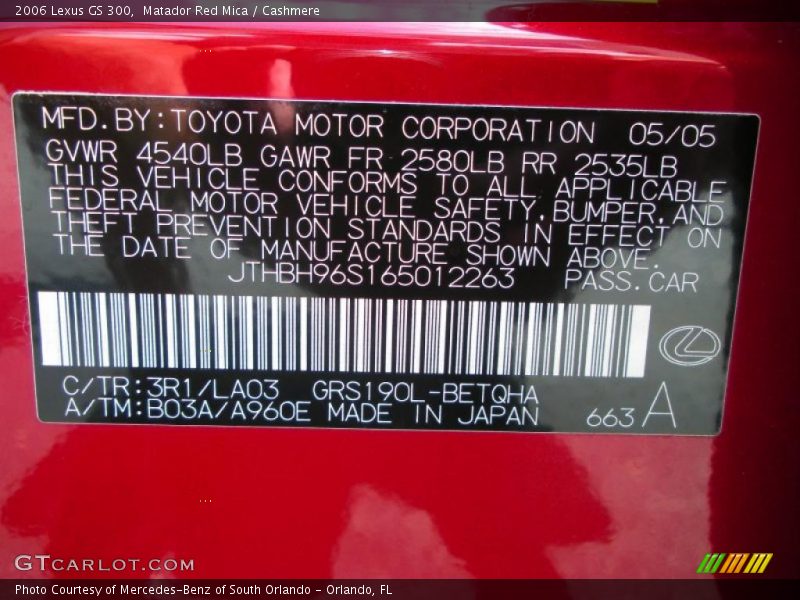 2006 Lexus GS 300, Matador Red Mica / Cashmere
MFD.BY:TOYOTA MOTOR CORPORATION 05/05
GVWR 4540LB GAWR FR 2580LB RR 2535LB
THIS VEHICLE CONFORMS TO ALL APPLICABLE
FEDERAL MOTOR VEHICLE SAFETY,BUMPER,AND
THEFT PREVENTION STANDARDS IN EFFECT ON
THE DATE OF MANUFACTURE SHOWN ABOVE.
JTHBH96S165012263 PASS.CAR
C/TR:3R1/LA03 GRS190L-BETQHA
A/TM:B03A/A960E MADE IN JAPAN 663 A
GTCARLOT.COM
Photo Courtesy of Mercedes-Benz of South Orlando - Orlando, FL